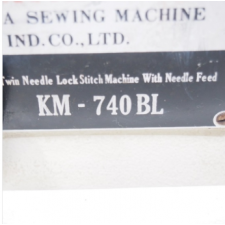 A SEWING MACHINE
IND.CO.,LTD.
Twin Needle Lock Stitch Machine With Needle Feed
KM - 740 BL